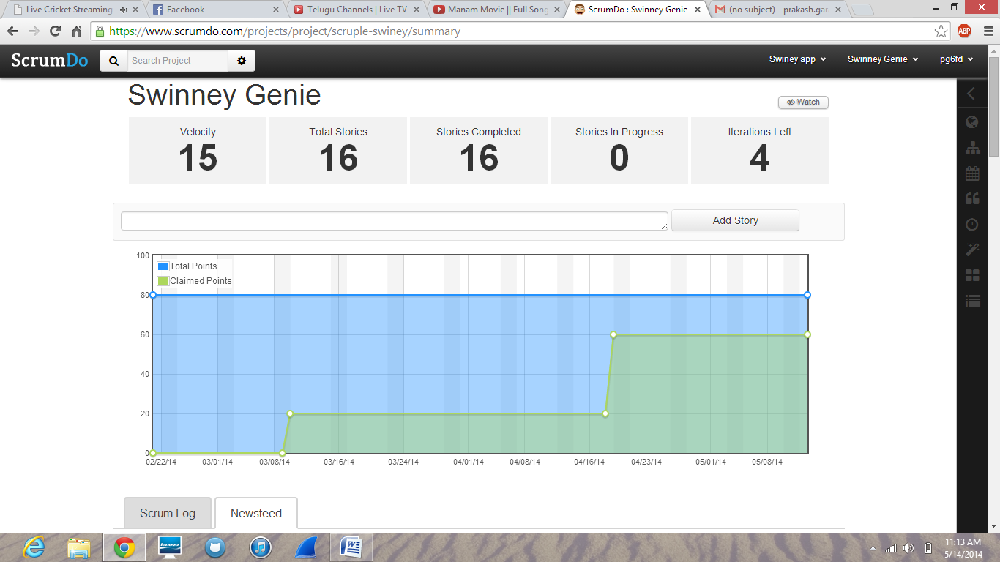 Live Cricket Streaming
Facebook
Telugu Channels | Live TV
Manam Movie || Full Song
ScrumDo : Swinney Genie
(no subject) - prakash.gar
https://www.scrumdo.com/projects/project/scruple-swiney/summary
ABP
ScrumDo
Search Project
Swiney app
Swinney Genie
pg6fd
Swinney Genie
Watch
Velocity
15
Total Stories
16
Stories Completed
16
Stories In Progress
0
Iterations Left
4
Add Story
Total Points
Claimed Points
100
80
60
40
20
0
02/22/14 03/01/14 03/08/14 03/16/14 03/24/14 04/01/14 04/08/14 04/16/14 04/23/14 05/01/14 05/08/14
Scrum Log
Newsfeed
lenovo
11:13 AM
5/14/2014